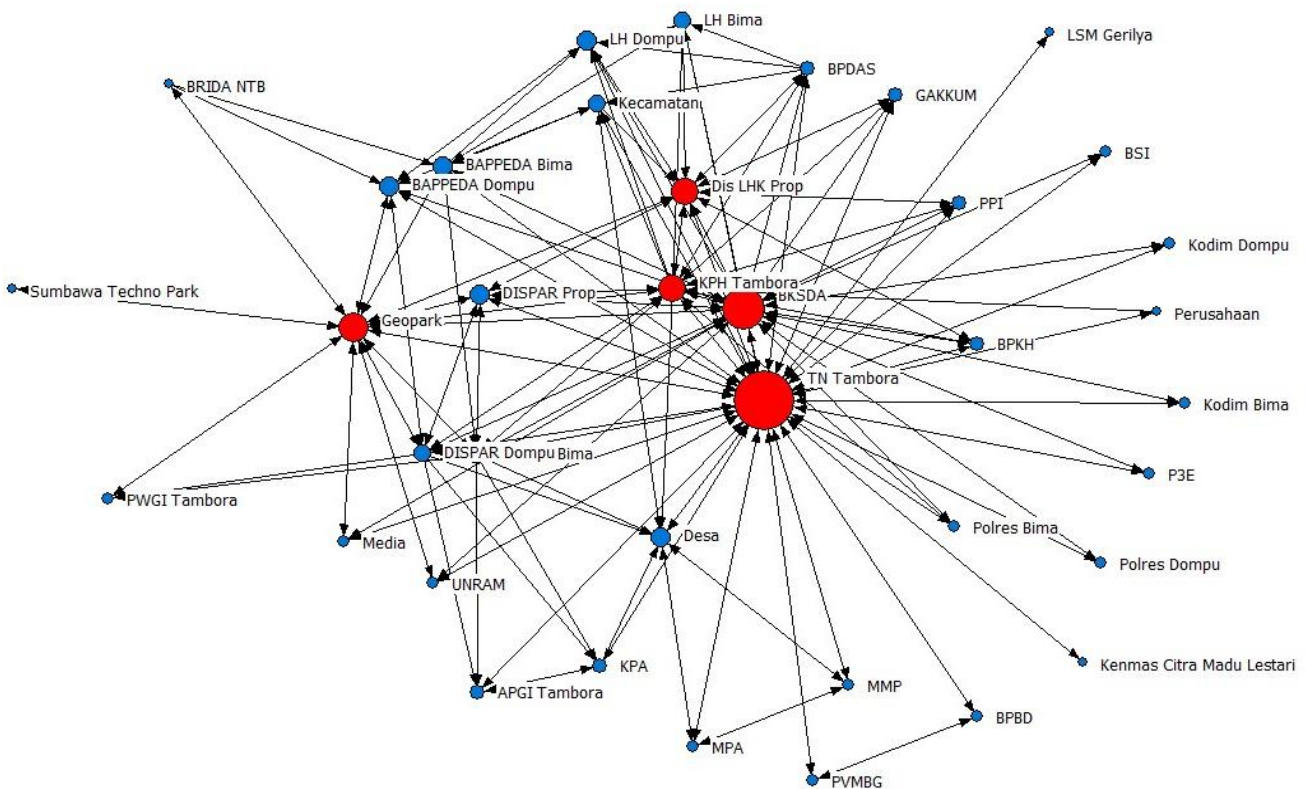 LH Bima
LSM Gerilya
LH Dompu
BPDAS
BRIDA NTB
GAKKUM
Kecamatan
BSI
BAPPEDA Bima
BAPPEDA Dompu
Dis LHK Prop
PPI
Kodim Dompu
KPH Tambora
Sumbawa Techno Park
DISPAR Prop
BKSDA
Perusahaan
Geopark
BPKH
TN Tambora
Kodim Bima
DISPAR Dompu
Bima
P3E
PWGI Tambora
Polres Bima
Media
Desa
Polres Dompu
UNRAM
Kenmas Citra Madu Lestari
KPA
APGI Tambora
MMP
BPBD
MPA
PVMBG